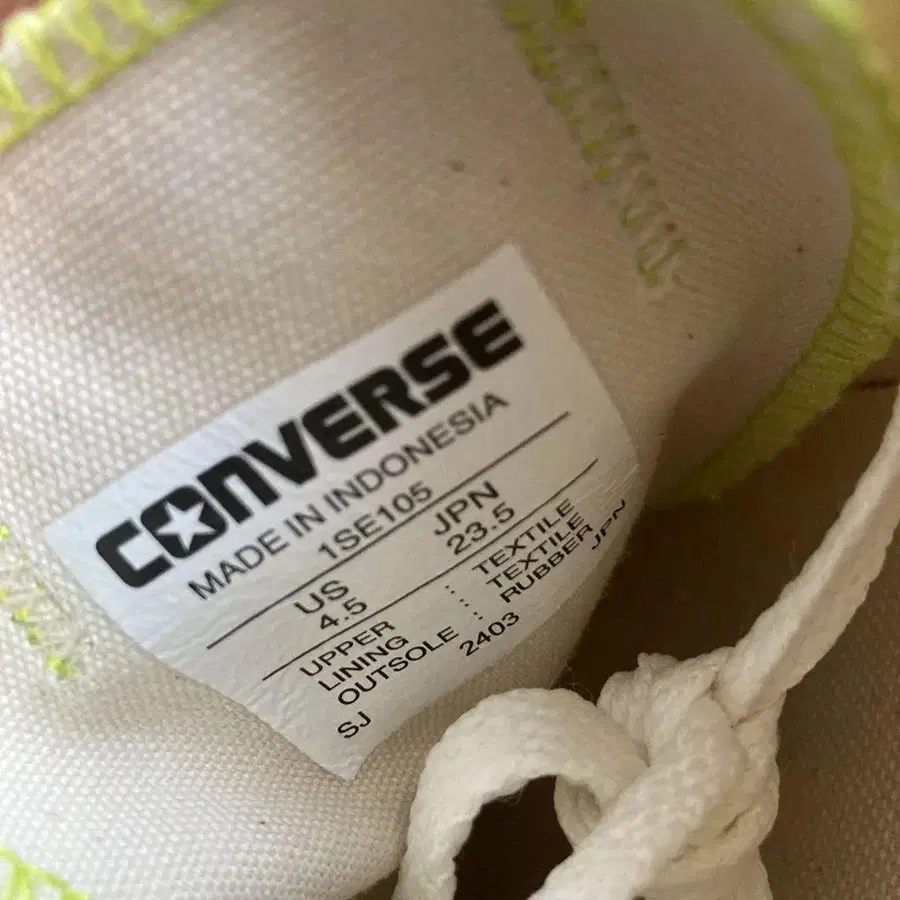 CONVERSE
MADE IN INDONESIA
1SE105
US JPN
4.5 23.5
UPPER : TEXTILE
LINING : TEXTILE
OUTSOLE : RUBBER
SJ 2403 JPN